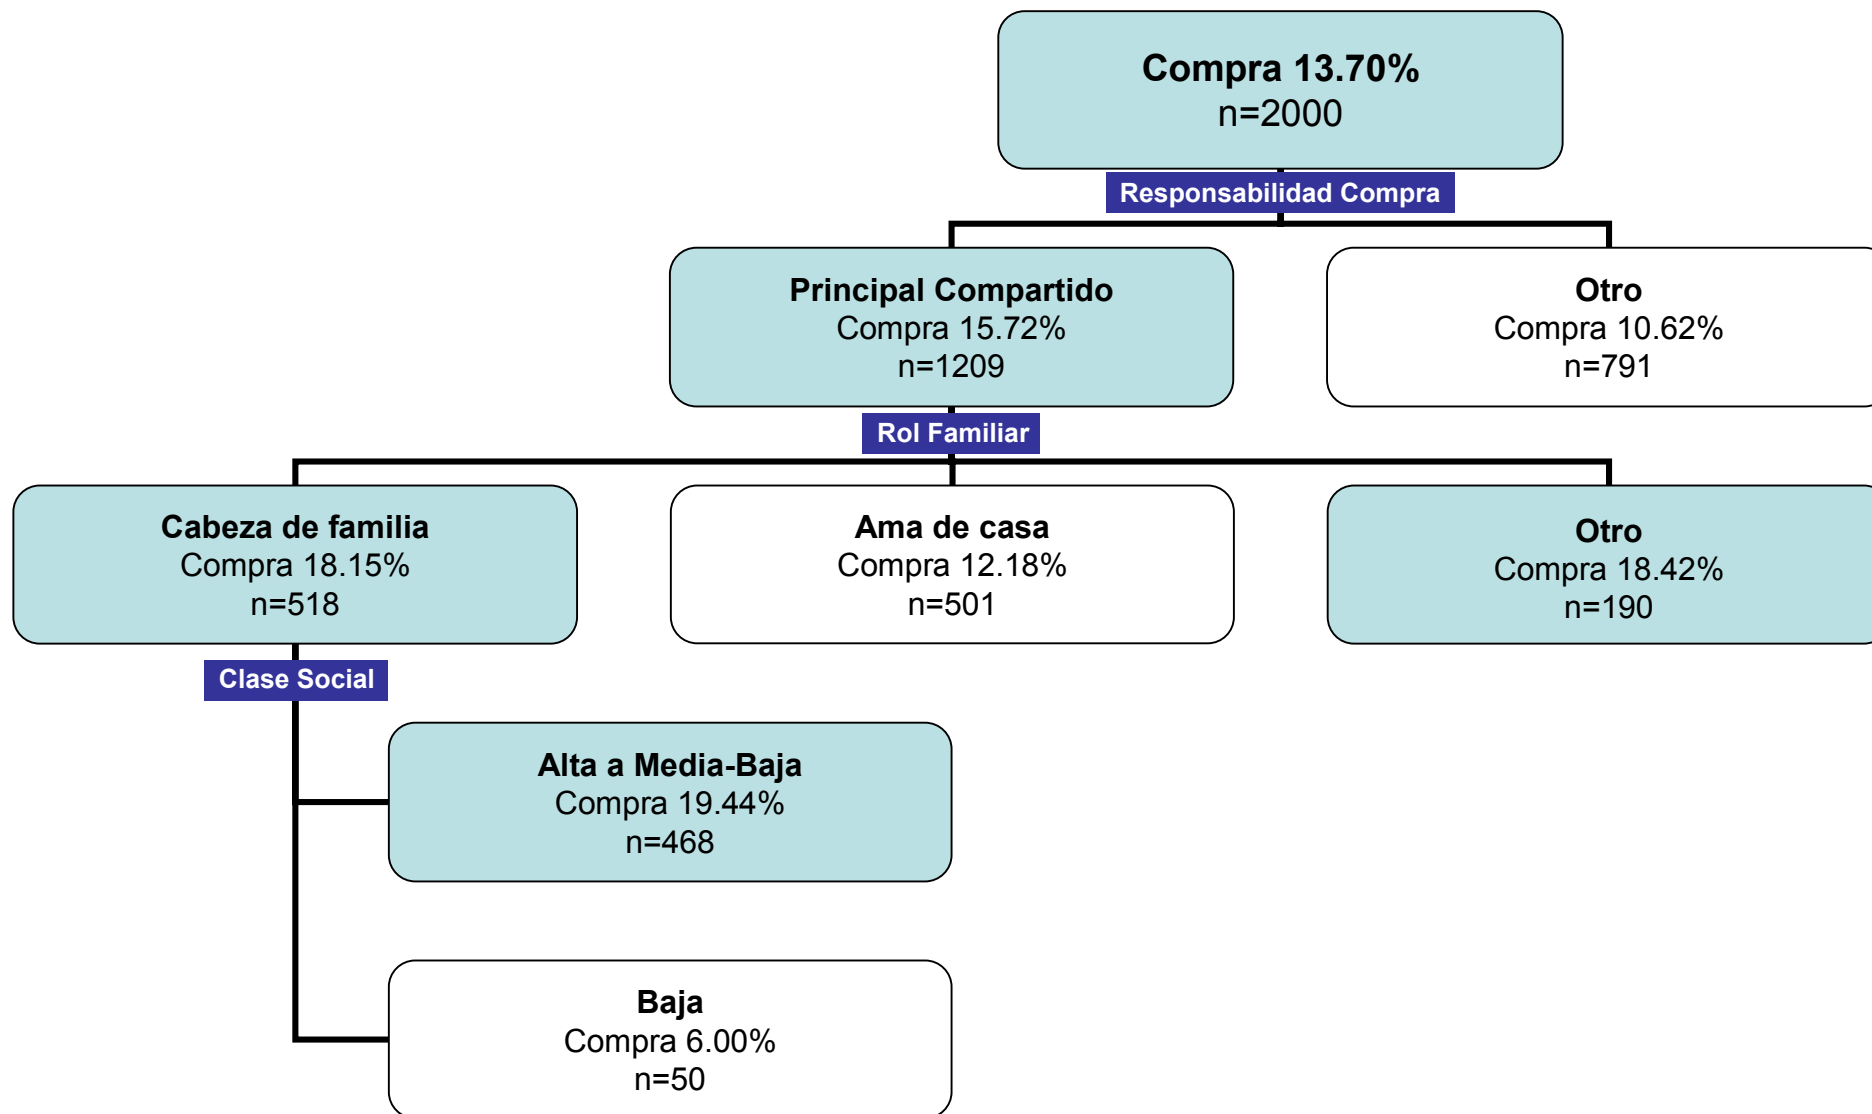 Compra 13.70%
n=2000
Responsabilidad Compra
Principal Compartido
Compra 15.72%
n=1209
Otro
Compra 10.62%
n=791
Rol Familiar
Cabeza de familia
Compra 18.15%
n=518
Ama de casa
Compra 12.18%
n=501
Otro
Compra 18.42%
n=190
Clase Social
Alta a Media-Baja
Compra 19.44%
n=468
Baja
Compra 6.00%
n=50